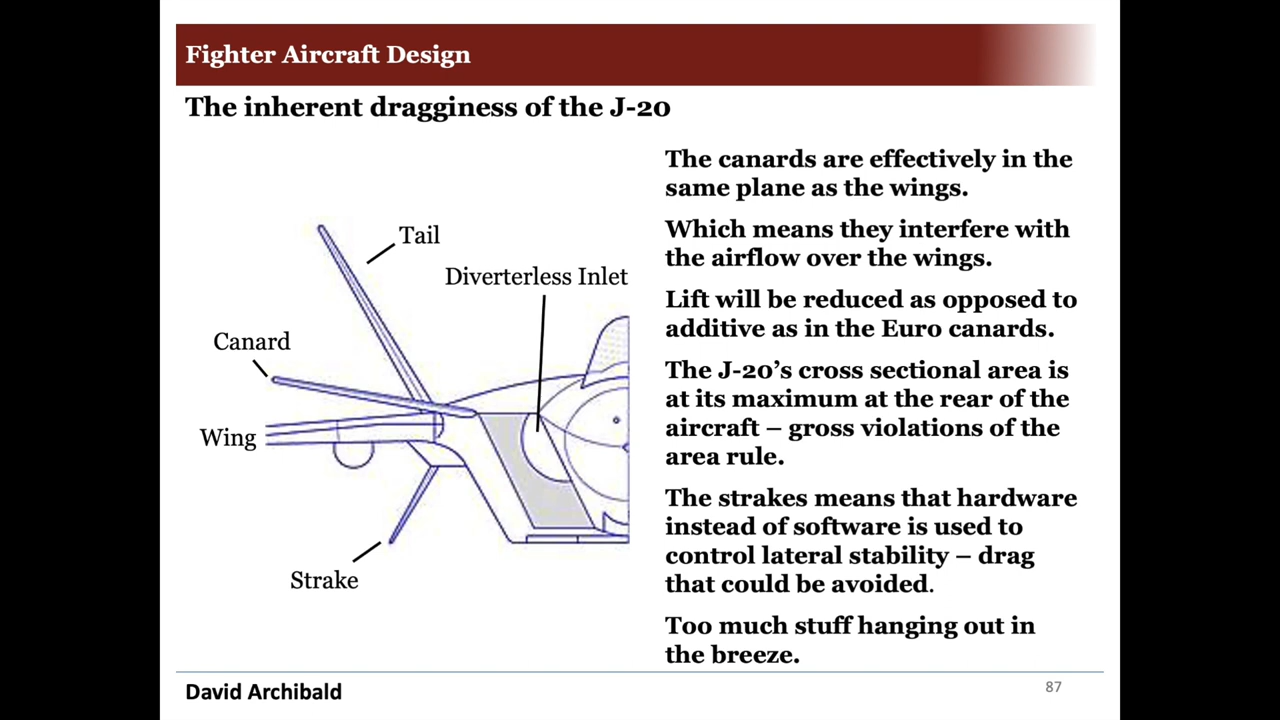 Fighter Aircraft Design
The inherent dragginess of the J-20
Tail
Diverterless Inlet
Canard
Wing
Strake
The canards are effectively in the
same plane as the wings.
Which means they interfere with
the airflow over the wings.
Lift will be reduced as opposed to
additive as in the Euro canards.
The J-20’s cross sectional area is
at its maximum at the rear of the
aircraft – gross violations of the
area rule.
The strakes means that hardware
instead of software is used to
control lateral stability – drag
that could be avoided.
Too much stuff hanging out in
the breeze.
David Archibald
87